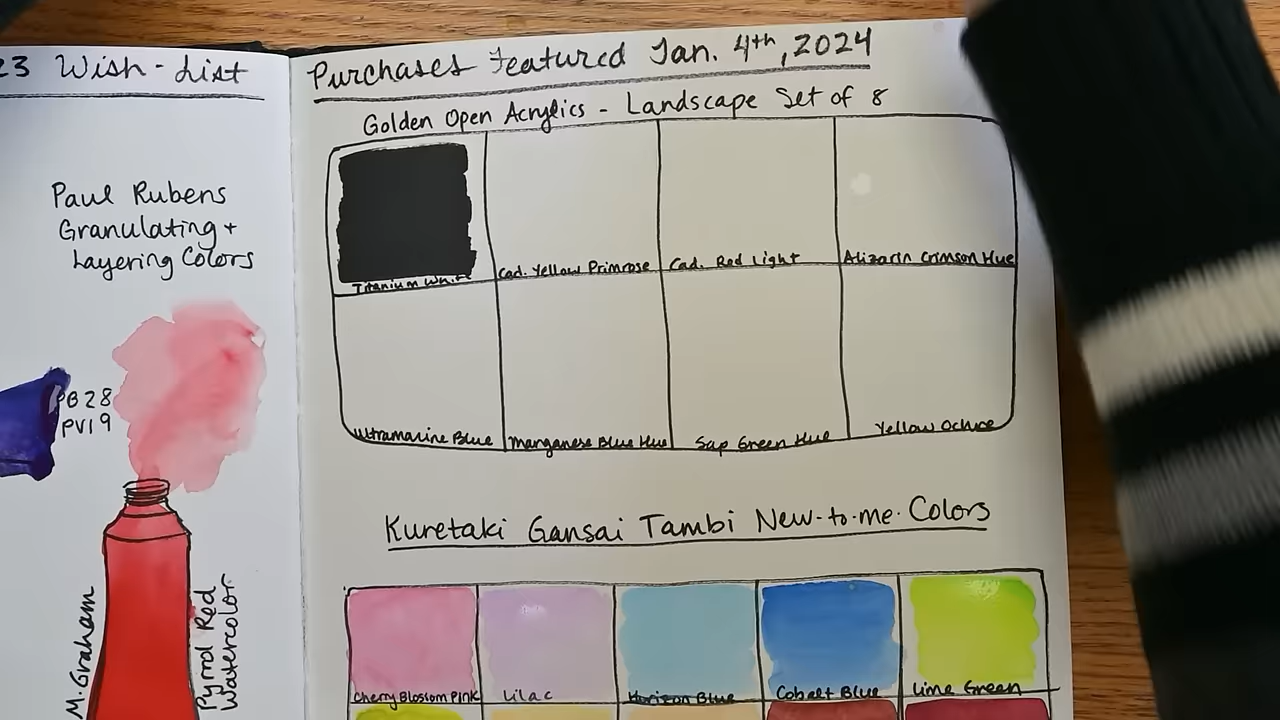 23 Wish-List
Paul Rubens
Granulating +
Layering Colors
PB28
PV19
M.Graham
Pyrrol Red
Watercolor
Purchases Featured Jan. 4th, 2024
Golden Open Acrylics - Landscape Set of 8
Titanium White
Cad. Yellow Primrose
Cad. Red Light
Alizarin Crimson Hue
Ultramarine Blue
Manganese Blue Hue
Sap Green Hue
Yellow Ochre
Kuretaki Gansai Tambi New-to-me-Colors
Cherry Blossom Pink
Lilac
Horizon Blue
Cobalt Blue
Lime Green